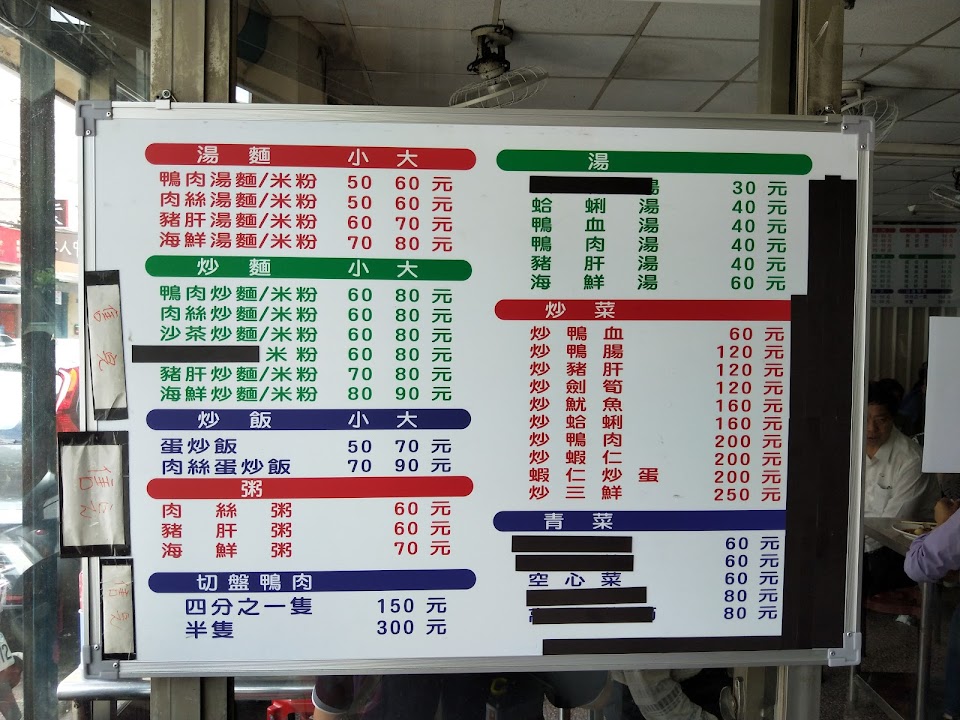 湯麵 小 大
鴨肉湯麵/米粉 50 60 元
肉絲湯麵/米粉 50 60 元
豬肝湯麵/米粉 60 70 元
海鮮湯麵/米粉 70 80 元
炒麵 小 大
鴨肉炒麵/米粉 60 80 元
肉絲炒麵/米粉 60 80 元
沙茶炒麵/米粉 60 80 元
米粉 60 80 元
豬肝炒麵/米粉 70 80 元
海鮮炒麵/米粉 80 90 元
炒飯 小 大
蛋炒飯 50 70 元
肉絲蛋炒飯 70 90 元
粥
肉絲粥 60 元
豬肝粥 60 元
海鮮粥 70 元
切盤鴨肉
四分之一隻 150 元
半隻 300 元
湯
湯 30 元
蛤蜊湯 40 元
鴨血湯 40 元
鴨肉湯 40 元
豬肝湯 40 元
海鮮湯 60 元
炒菜
炒鴨血 60 元
炒鴨腸 120 元
炒豬肝 120 元
炒劍筍 120 元
炒魷魚 160 元
炒蛤蜊 160 元
炒鴨肉 200 元
炒蝦仁 200 元
蝦仁炒蛋 200 元
炒三鮮 250 元
青菜
60 元
60 元
空心菜 60 元
80 元
80 元